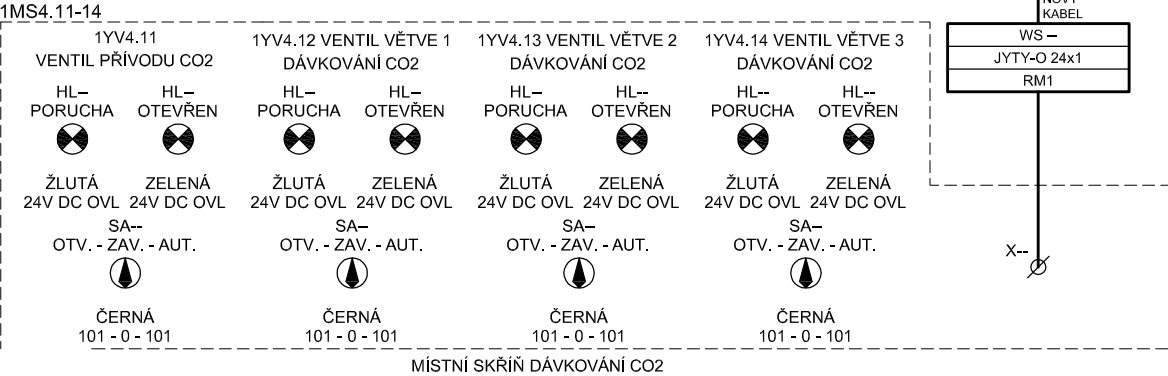 1MS4.11-14
1YV4.11
VENTIL PŘÍVODU CO2
HL–
PORUCHA
HL–
OTEVŘEN
ŽLUTÁ
24V DC OVL
ZELENÁ
24V DC OVL
SA--
OTV. - ZAV. - AUT.
ČERNÁ
101 - 0 - 101
1YV4.12 VENTIL VĚTVE 1
DÁVKOVÁNÍ CO2
HL–
PORUCHA
HL–
OTEVŘEN
ŽLUTÁ
24V DC OVL
ZELENÁ
24V DC OVL
SA–
OTV. - ZAV. - AUT.
ČERNÁ
101 - 0 - 101
1YV4.13 VENTIL VĚTVE 2
DÁVKOVÁNÍ CO2
HL–
PORUCHA
HL--
OTEVŘEN
ŽLUTÁ
24V DC OVL
ZELENÁ
24V DC OVL
SA–
OTV. - ZAV. - AUT.
ČERNÁ
101 - 0 - 101
1YV4.14 VENTIL VĚTVE 3
DÁVKOVÁNÍ CO2
HL--
PORUCHA
HL--
OTEVŘEN
ŽLUTÁ
24V DC OVL
ZELENÁ
24V DC OVL
SA–
OTV. - ZAV. - AUT.
ČERNÁ
101 - 0 - 101
NOVÝ
KABEL
WS –
JYTY-O 24x1
RM1
X--
MÍSTNÍ SKŘÍŇ DÁVKOVÁNÍ CO2